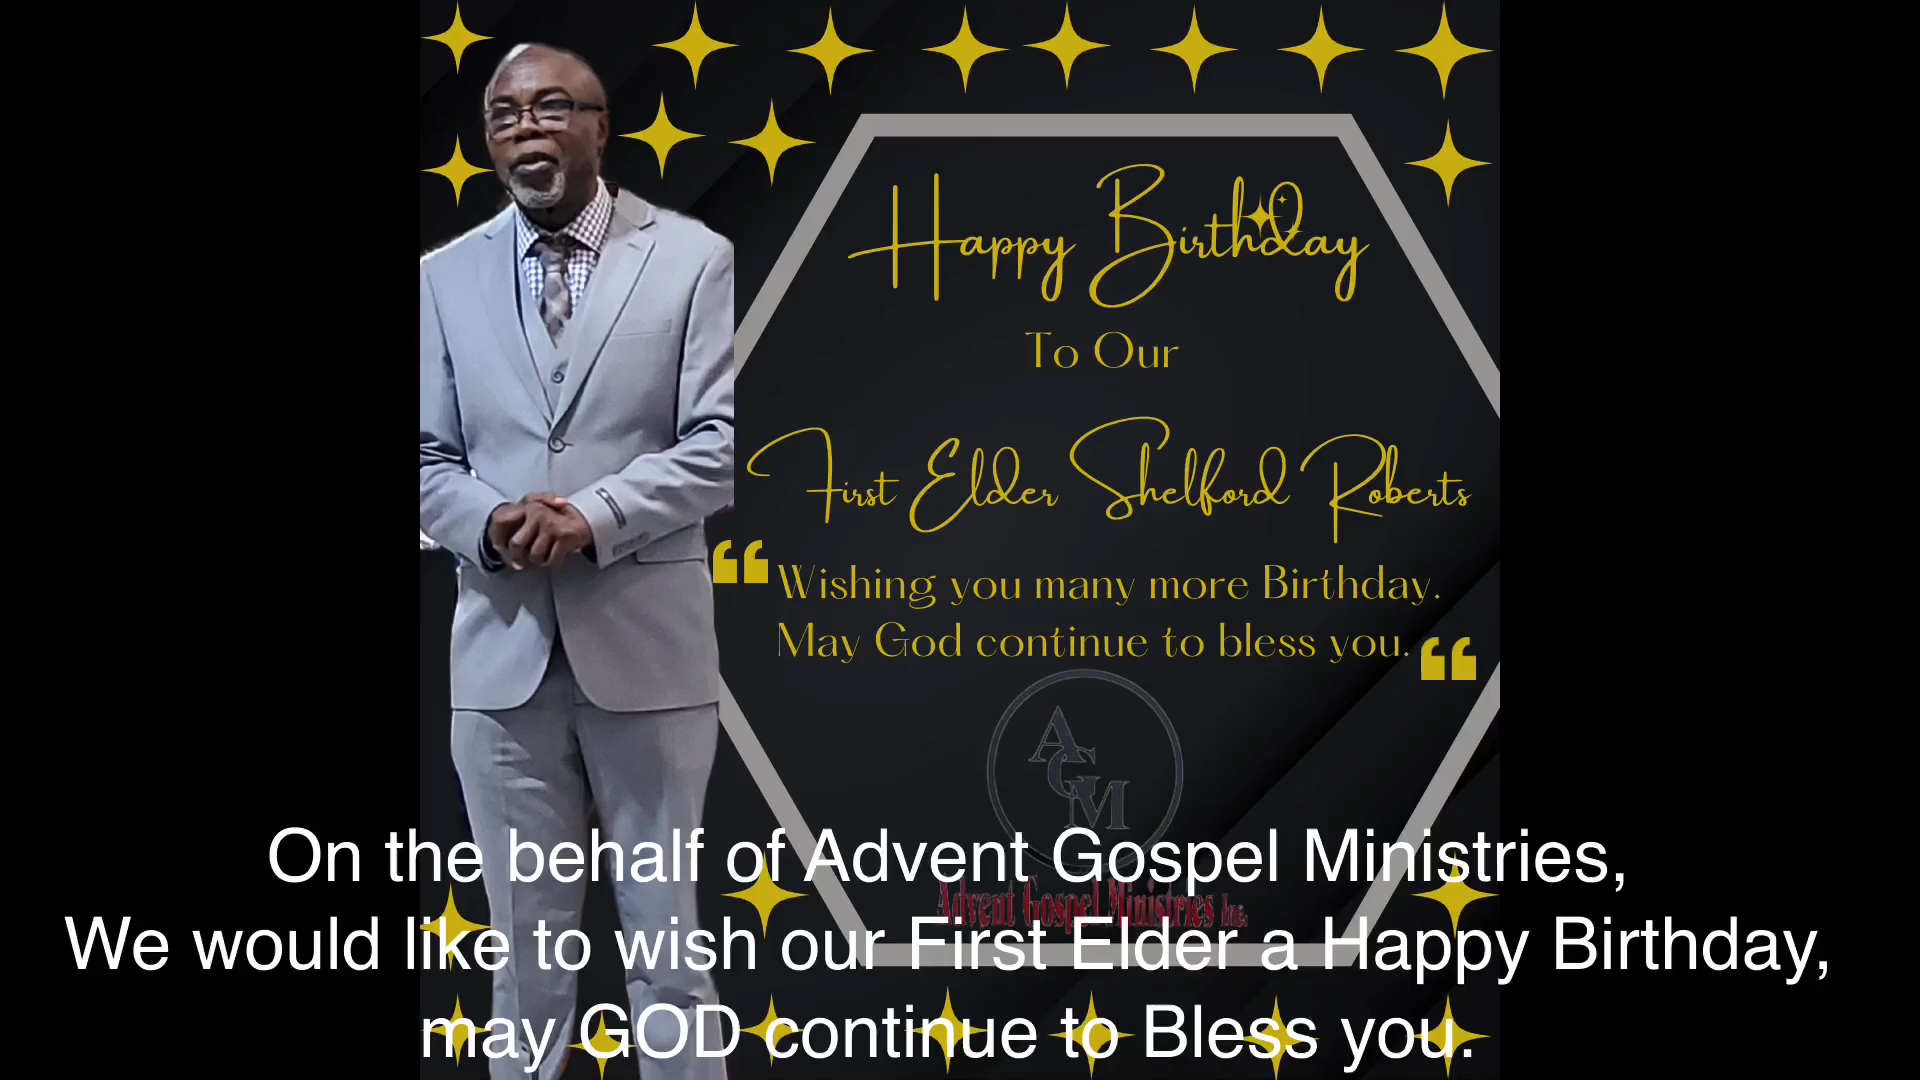 Happy Birthday
To Our
First Elder Shelford Roberts
Wishing you many more Birthday.
May God continue to bless you.
AGM
Advent Gospel Ministries Inc.
On the behalf of Advent Gospel Ministries,
We would like to wish our First Elder a Happy Birthday,
may GOD continue to Bless you.